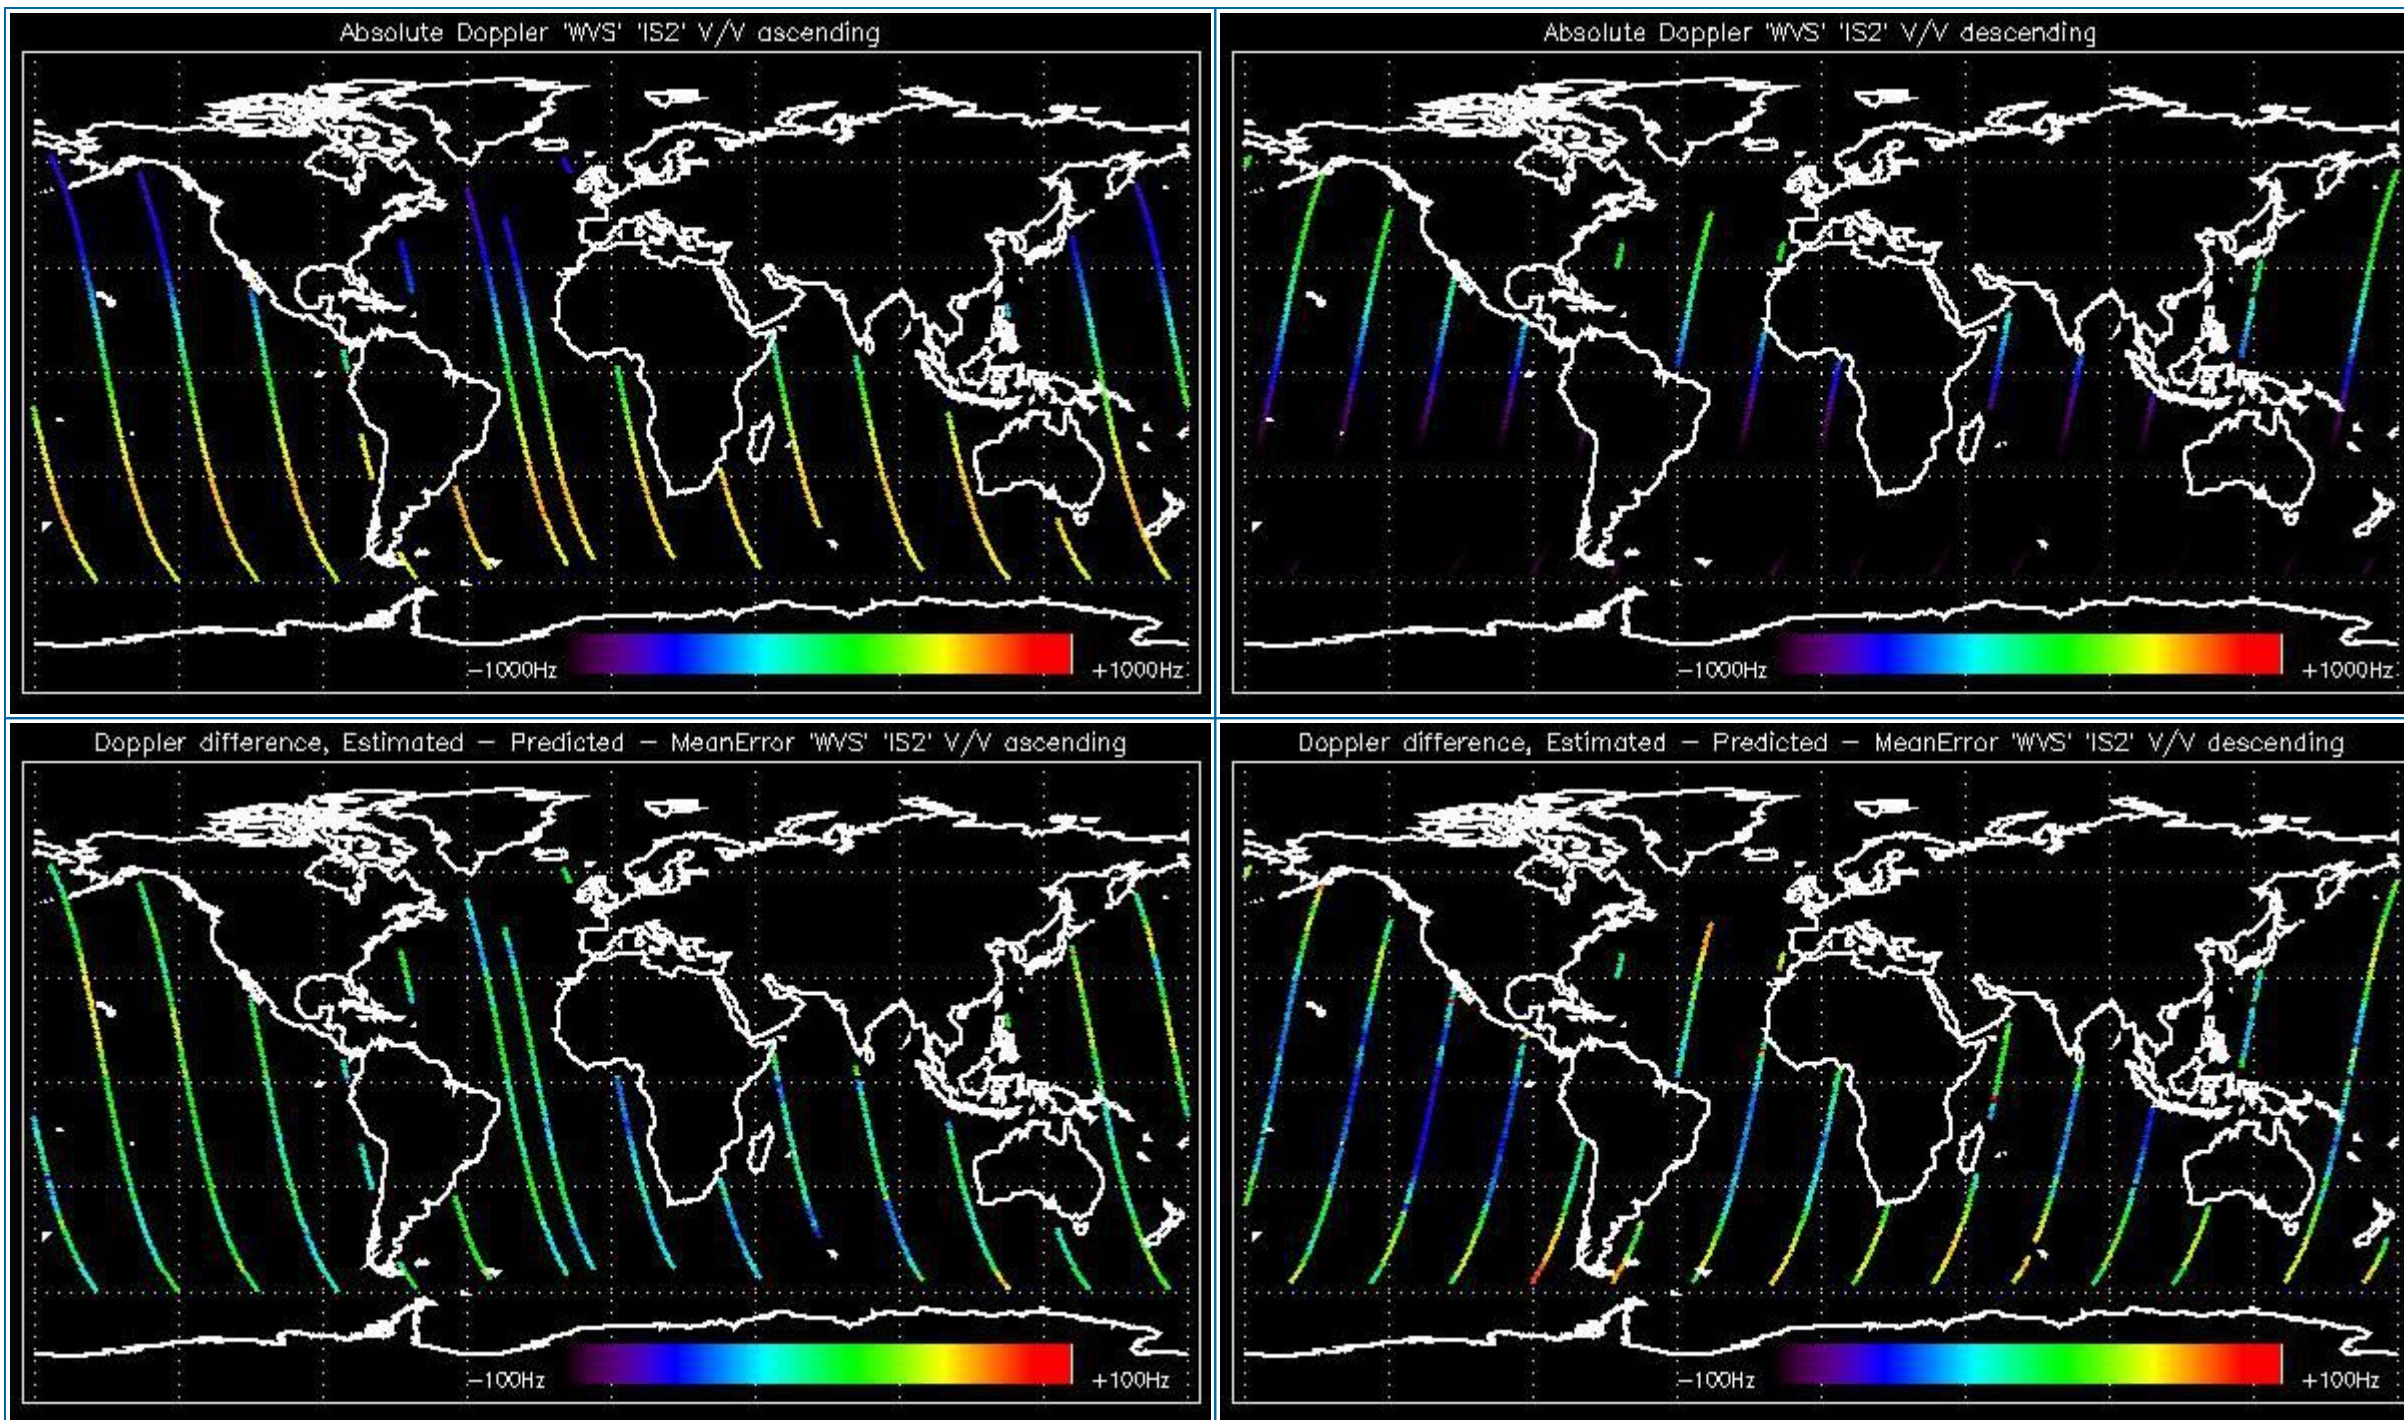 Absolute Doppler 'WVS' 'IS2' V/V ascending
-1000Hz
+1000Hz
Absolute Doppler 'WVS' 'IS2' V/V descending
-1000Hz
+1000Hz
Doppler difference, Estimated - Predicted - MeanError 'WVS' 'IS2' V/V ascending
-100Hz
+100Hz
Doppler difference, Estimated - Predicted - MeanError 'WVS' 'IS2' V/V descending
-100Hz
+100Hz